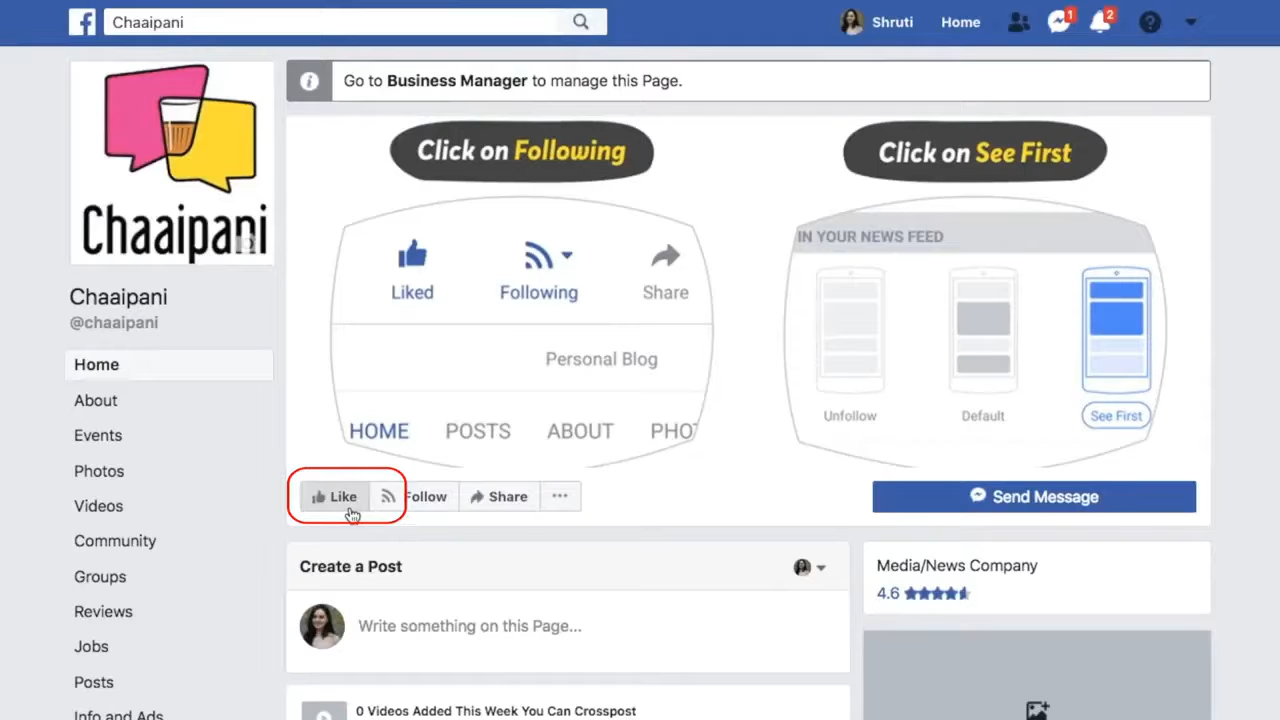 Chaaipani
Shruti
Home
1
2
Chaaipani
Go to Business Manager to manage this Page.
Click on Following
Click on See First
Liked
Following
Share
Personal Blog
HOME POSTS ABOUT PHOT
IN YOUR NEWS FEED
Unfollow
Default
See First
Chaaipani
@chaaipani
Home
About
Events
Photos
Videos
Community
Groups
Reviews
Jobs
Posts
Info and Ads
Like
Follow
Share
Send Message
Create a Post
Write something on this Page...
0 Videos Added This Week You Can Crosspost
Media/News Company
4.6